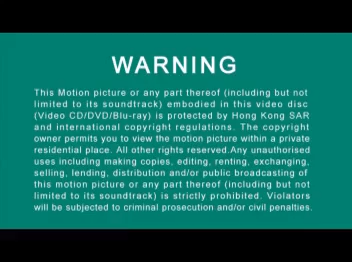 WARNING
This Motion picture or any part thereof (including but not
limited to its soundtrack) embodied in this video disc
(Video CD/DVD/Blu-ray) is protected by Hong Kong SAR
and international copyright regulations. The copyright
owner permits you to view the motion picture within a private
residential place. All other rights reserved. Any unauthorised
uses including making copies, editing, renting, exchanging,
selling, lending, distribution and/or public broadcasting of
this motion picture or any part thereof (including but not
limited to its soundtrack) is strictly prohibited. Violators
will be subjected to criminal prosecution and/or civil penalties.